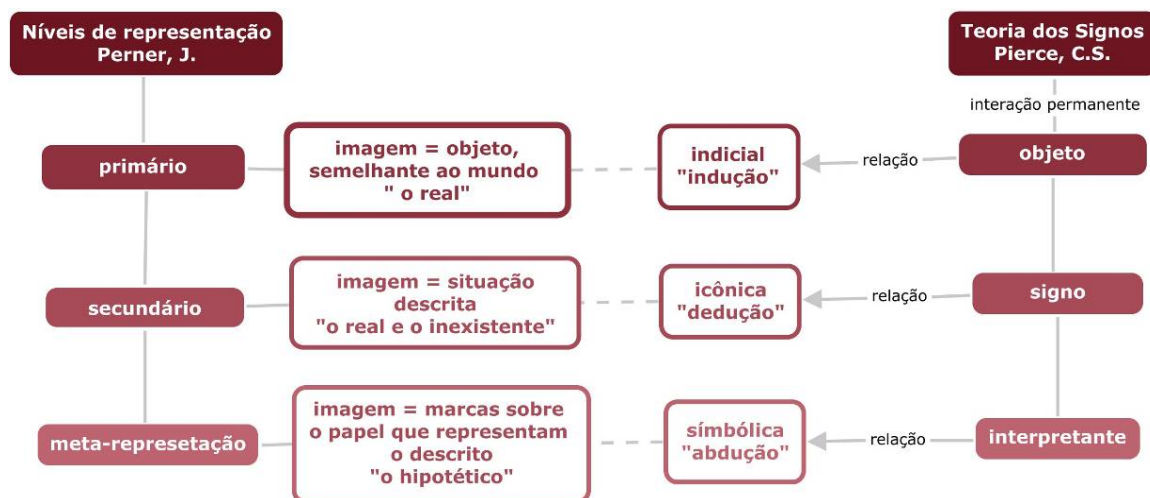 Níveis de representação
Perner, J.
Teoria dos Signos
Pierce, C.S.
interação permanente
primário
imagem = objeto,
semelhante ao mundo
" o real"
indicial
"indução"
relação
objeto
secundário
imagem = situação
descrita
"o real e o inexistente"
icônica
"dedução"
relação
signo
meta-represetação
imagem = marcas sobre
o papel que representam
o descrito
"o hipotético"
símbólica
"abdução"
relação
interpretante